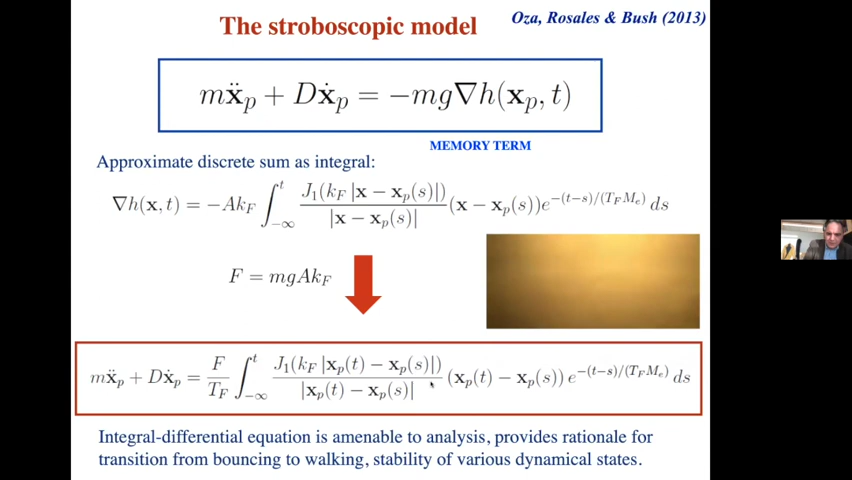 The stroboscopic model
Oza, Rosales & Bush (2013)
mẍ_p + Dẋ_p = −mg∇h(x_p, t)
MEMORY TERM
Approximate discrete sum as integral:
∇h(x, t) = −Ak_F ∫_{−∞}^{t} J_1(k_F |x − x_p(s)|) / |x − x_p(s)| (x − x_p(s)) e^{−(t−s)/(T_F M_e)} ds
F = mgAk_F
mẍ_p + Dẋ_p = F/T_F ∫_{−∞}^{t} J_1(k_F |x_p(t) − x_p(s)|) / |x_p(t) − x_p(s)| (x_p(t) − x_p(s)) e^{−(t−s)/(T_F M_e)} ds
Integral-differential equation is amenable to analysis, provides rationale for
transition from bouncing to walking, stability of various dynamical states.